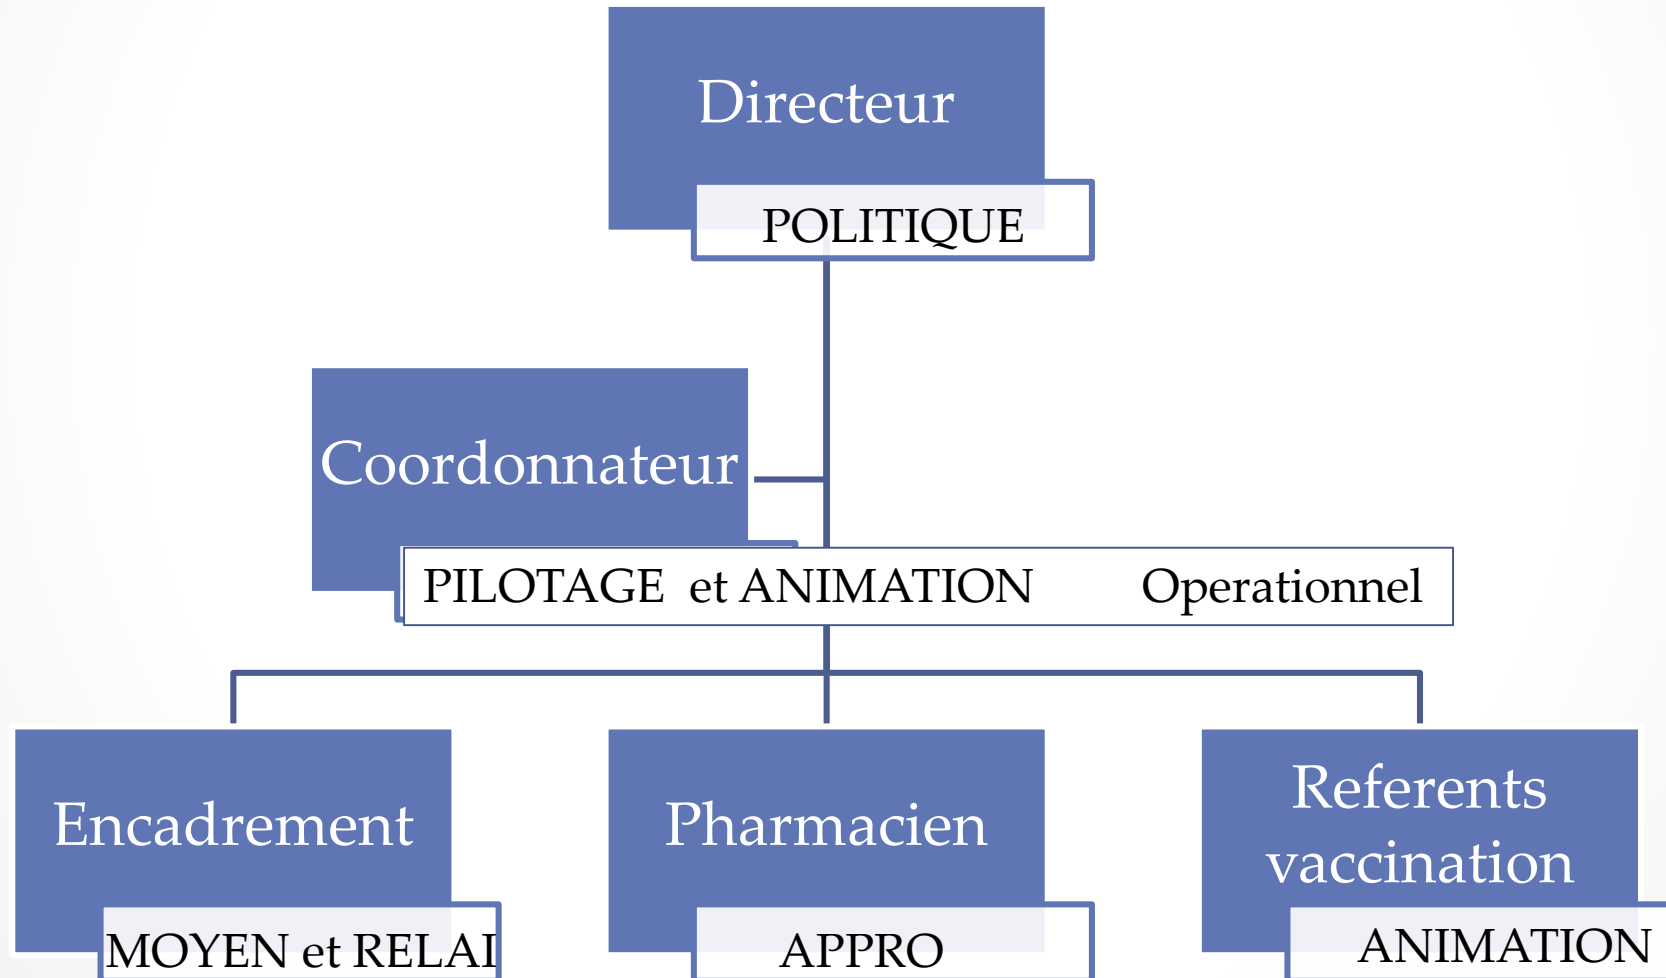 Directeur
POLITIQUE
Coordonnateur
PILOTAGE et ANIMATION Operationnel
Encadrement
MOYEN et RELAI
Pharmacien
APPRO
Referents
vaccination
ANIMATION